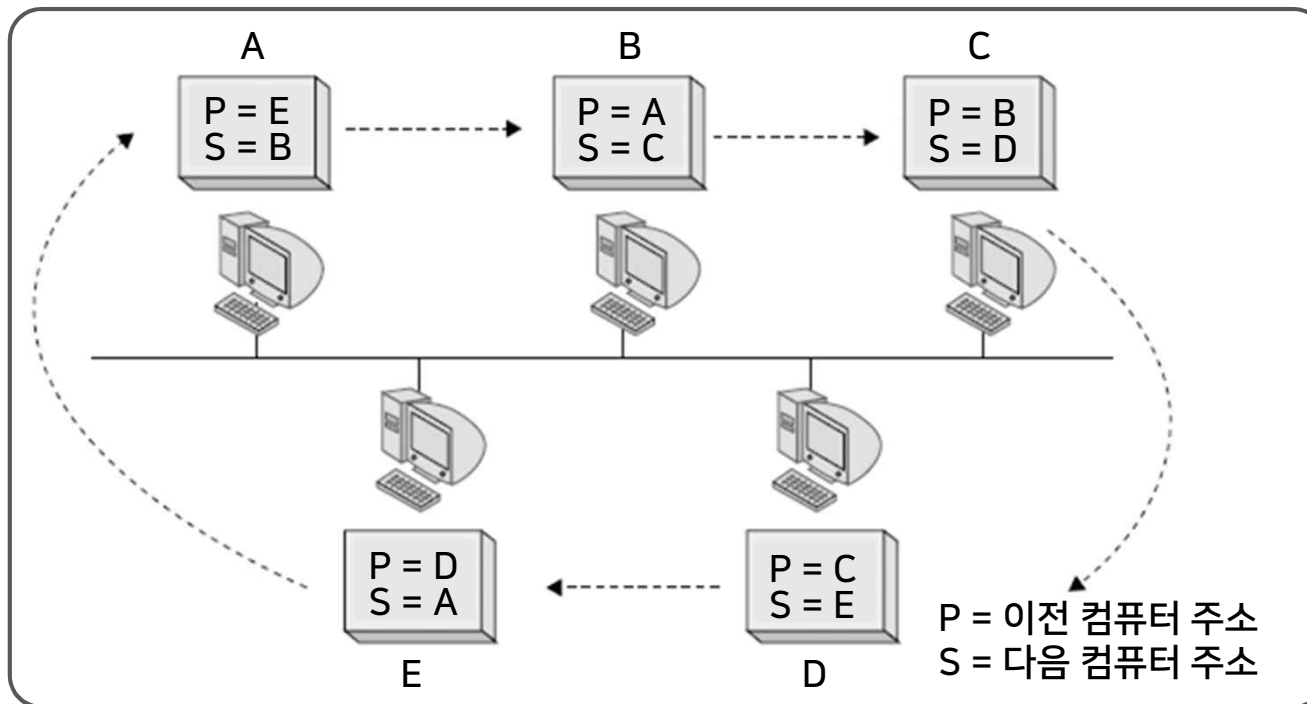 A
B
C
P = E
S = B
P = A
S = C
P = B
S = D
P = D
S = A
P = C
S = E
E
D
P = 이전 컴퓨터 주소
S = 다음 컴퓨터 주소